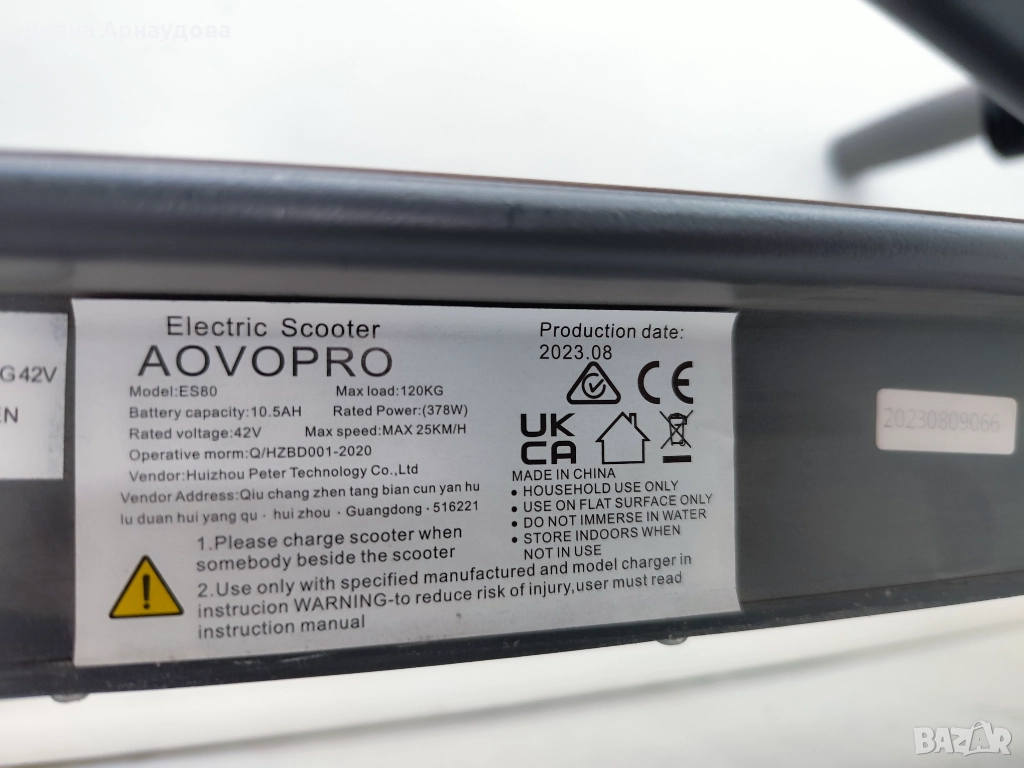 Арнаудова
G 42V
EN
Electric Scooter
AOVOPRO
Model:ES80 Max load:120KG
Battery capacity:10.5AH Rated Power:(378W)
Rated voltage:42V Max speed:MAX 25KM/H
Operative morm:Q/HZBD001-2020
Vendor:Huizhou Peter Technology Co.,Ltd
Vendor Address:Qiu chang zhen tang bian cun yan hu
lu duan hui yang qu · hui zhou · Guangdong · 516221
1.Please charge scooter when
somebody beside the scooter
2.Use only with specified manufactured and model charger in
instrucion WARNING-to reduce risk of injury,user must read
instruction manual
Production date:
2023.08
CE
UK
CA
MADE IN CHINA
• HOUSEHOLD USE ONLY
• USE ON FLAT SURFACE ONLY
• DO NOT IMMERSE IN WATER
• STORE INDOORS WHEN
NOT IN USE
20230809066
BAZAR